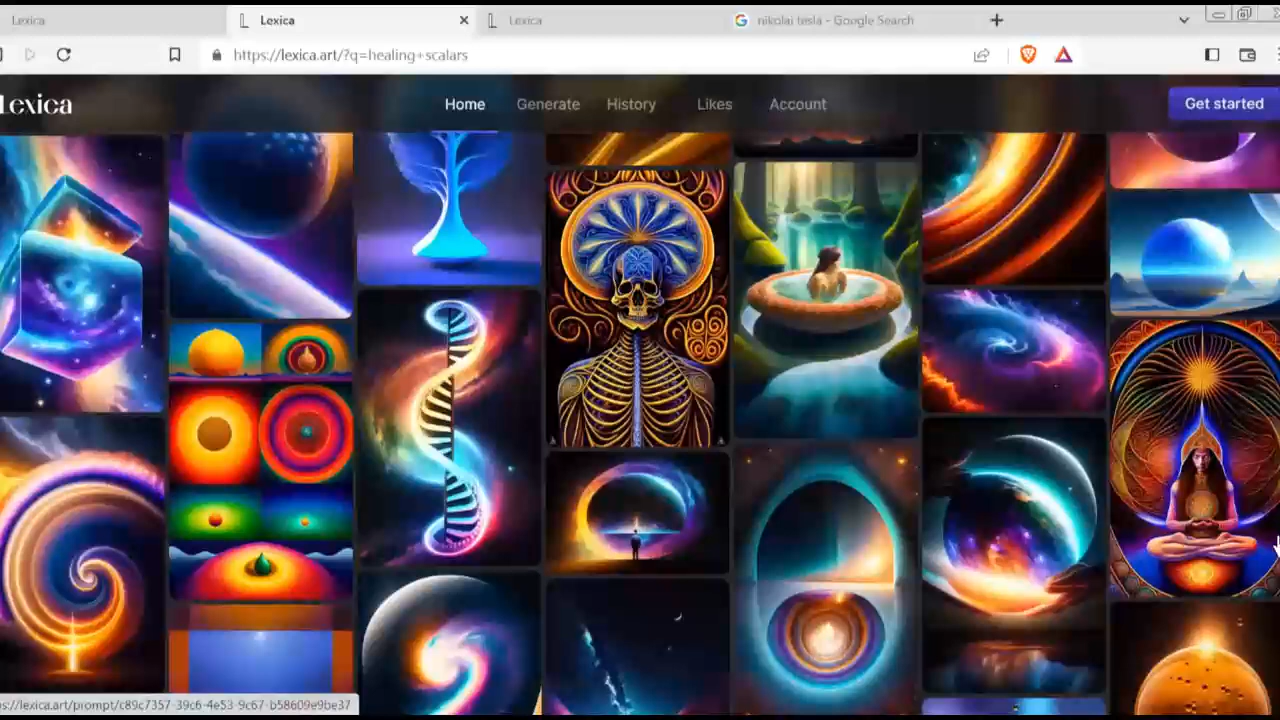 Lexica
Lexica
Lexica
nikolai tesla - Google Search
https://lexica.art/?q=healing+scalars
Lexica
Home
Generate
History
Likes
Account
Get started
s://lexica.art/prompt/c89c7357-39c6-4e53-9c67-b58609e9be37